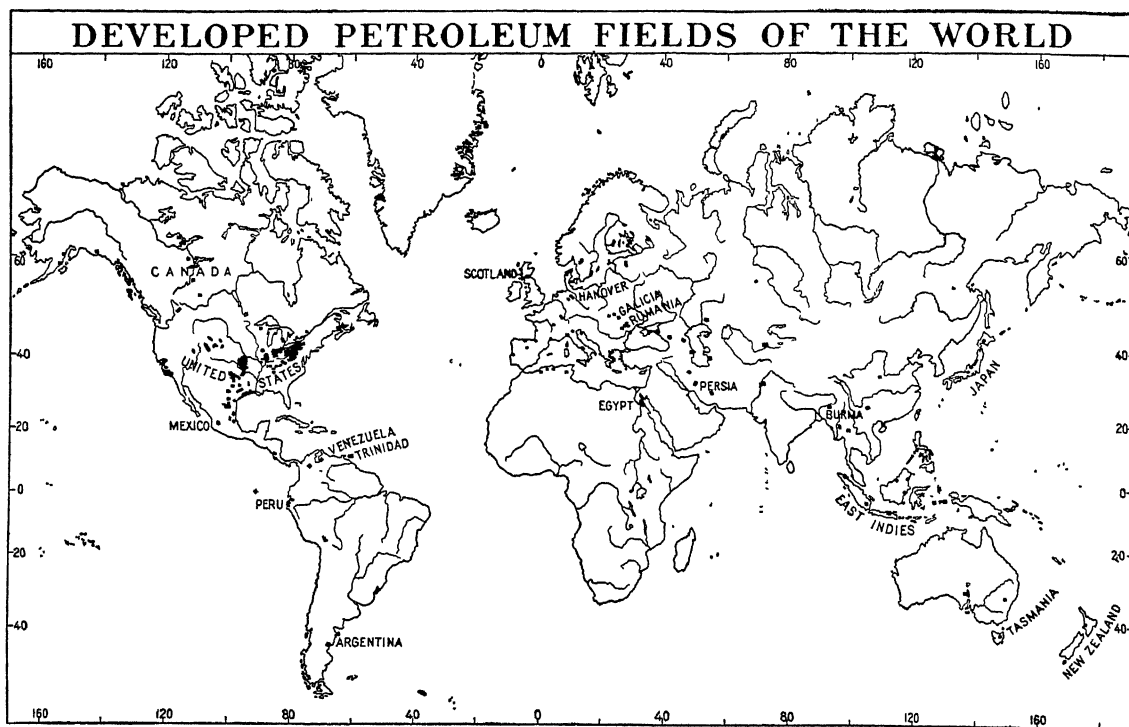 DEVELOPED PETROLEUM FIELDS OF THE WORLD
160 120 80 40 0 40 80 120 160
60
CANADA
SCOTLAND
HANOVER
GALICIA
ROMANIA
60
40
UNITED STATES
PERSIA
JAPAN
40
MEXICO
EGYPT
BURMA
20
VENEZUELA
TRINIDAD
20
0
PERU
EAST INDIES
0
20
20
40
ARGENTINA
TASMANIA
NEW ZEALAND
40
160 120 80 40 0 40 80 120 160